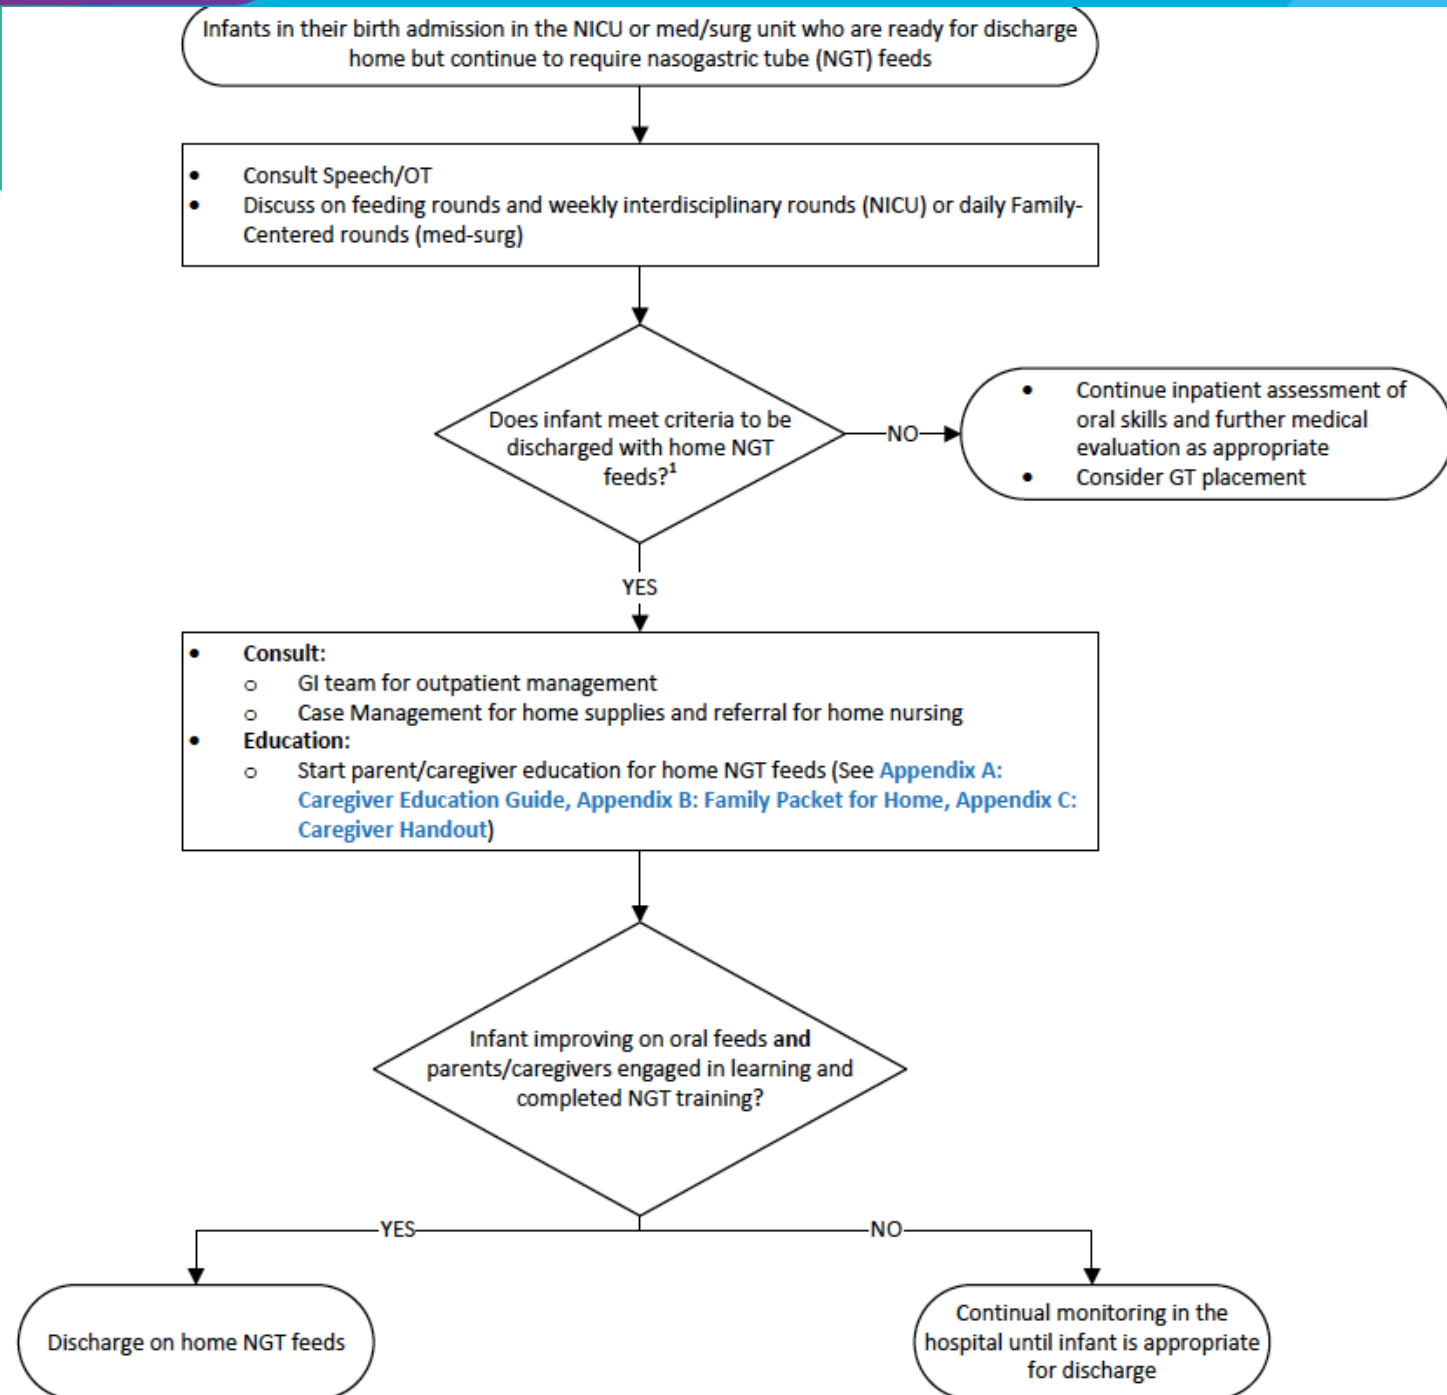 Infants in their birth admission in the NICU or med/surg unit who are ready for discharge
home but continue to require nasogastric tube (NGT) feeds
• Consult Speech/OT
• Discuss on feeding rounds and weekly interdisciplinary rounds (NICU) or daily Family-
Centered rounds (med-surg)
Does infant meet criteria to be
discharged with home NGT
feeds?¹
NO
• Continue inpatient assessment of
oral skills and further medical
evaluation as appropriate
• Consider GT placement
YES
• Consult:
o GI team for outpatient management
o Case Management for home supplies and referral for home nursing
• Education:
o Start parent/caregiver education for home NGT feeds (See Appendix A:
Caregiver Education Guide, Appendix B: Family Packet for Home, Appendix C:
Caregiver Handout)
Infant improving on oral feeds and
parents/caregivers engaged in learning and
completed NGT training?
YES
NO
Discharge on home NGT feeds
Continual monitoring in the
hospital until infant is appropriate
for discharge